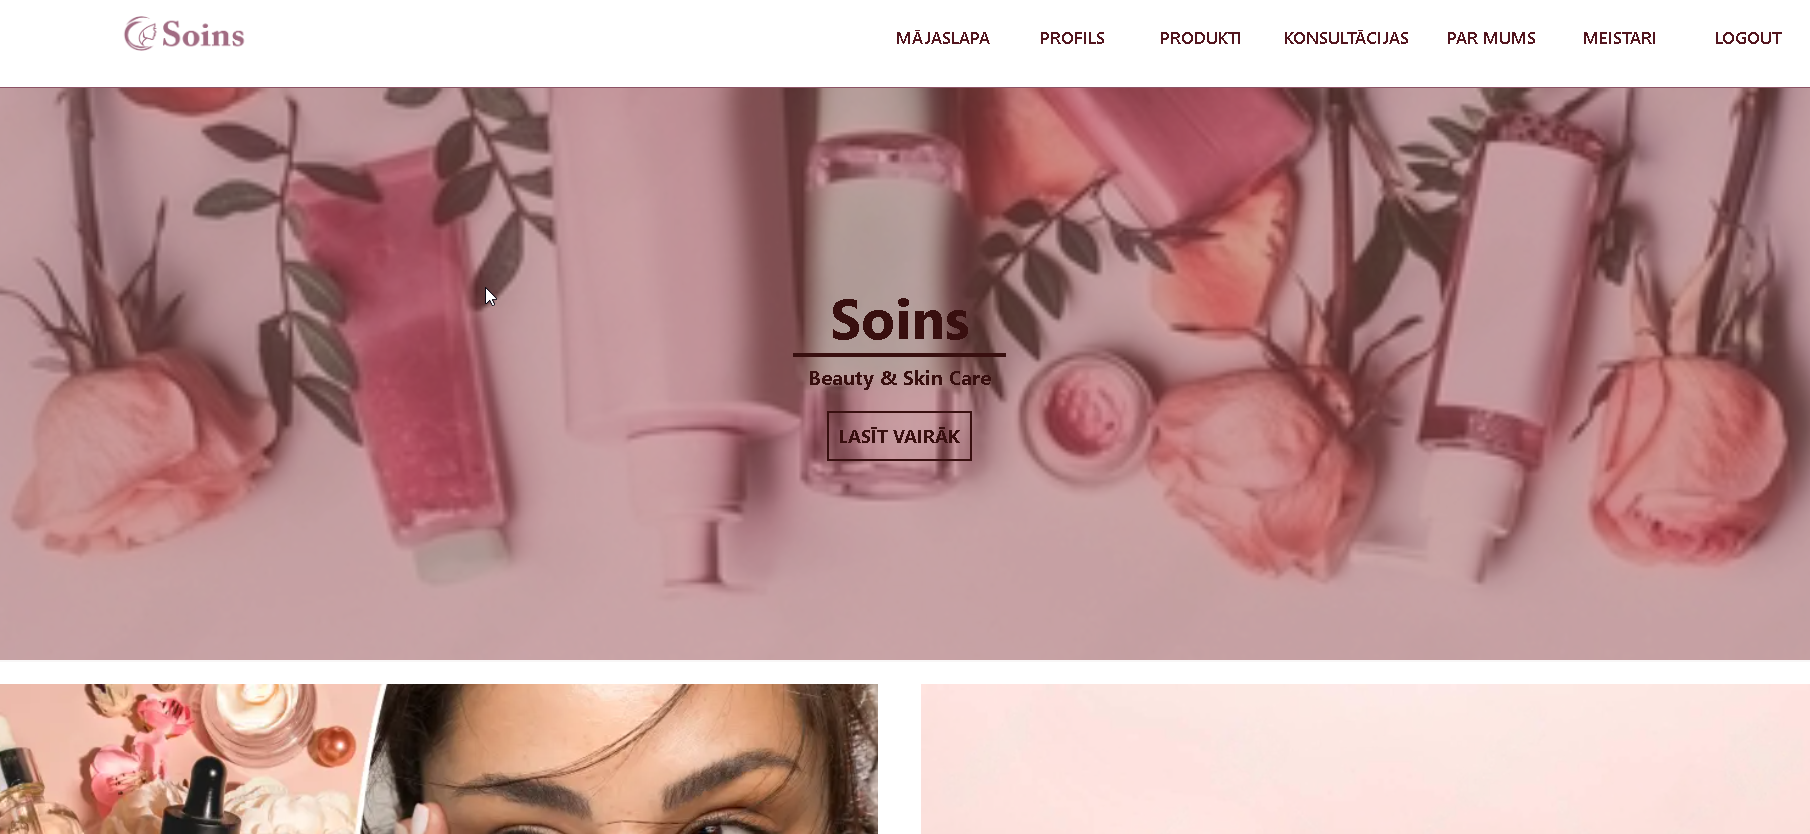 Soins
MĀJASLAPA PROFILS PRODUKTI KONSULTĀCIJAS PAR MUMS MEISTARI LOGOUT
Soins
Beauty & Skin Care
LASĪT VAIRĀK